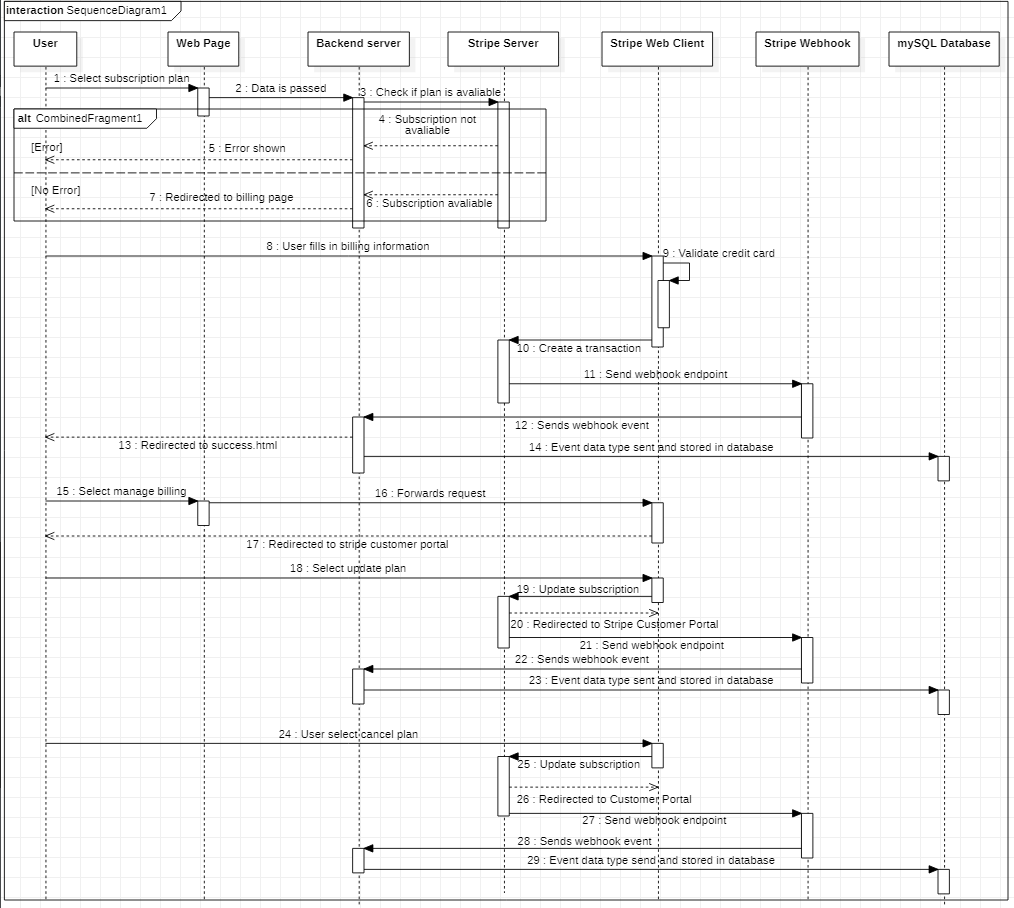 interaction SequenceDiagram1
User
Web Page
Backend server
Stripe Server
Stripe Web Client
Stripe Webhook
mySQL Database
1 : Select subscription plan
2 : Data is passed
3 : Check if plan is avaliable
alt CombinedFragment1
4 : Subscription not
avaliable
[Error]
5 : Error shown
[No Error]
7 : Redirected to billing page
6 : Subscription avaliable
8 : User fills in billing information
9 : Validate credit card
10 : Create a transaction
11 : Send webhook endpoint
12 : Sends webhook event
13 : Redirected to success.html
14 : Event data type sent and stored in database
15 : Select manage billing
16 : Forwards request
17 : Redirected to stripe customer portal
18 : Select update plan
19 : Update subscription
20 : Redirected to Stripe Customer Portal
21 : Send webhook endpoint
22 : Sends webhook event
23 : Event data type sent and stored in database
24 : User select cancel plan
25 : Update subscription
26 : Redirected to Customer Portal
27 : Send webhook endpoint
28 : Sends webhook event
29 : Event data type send and stored in database